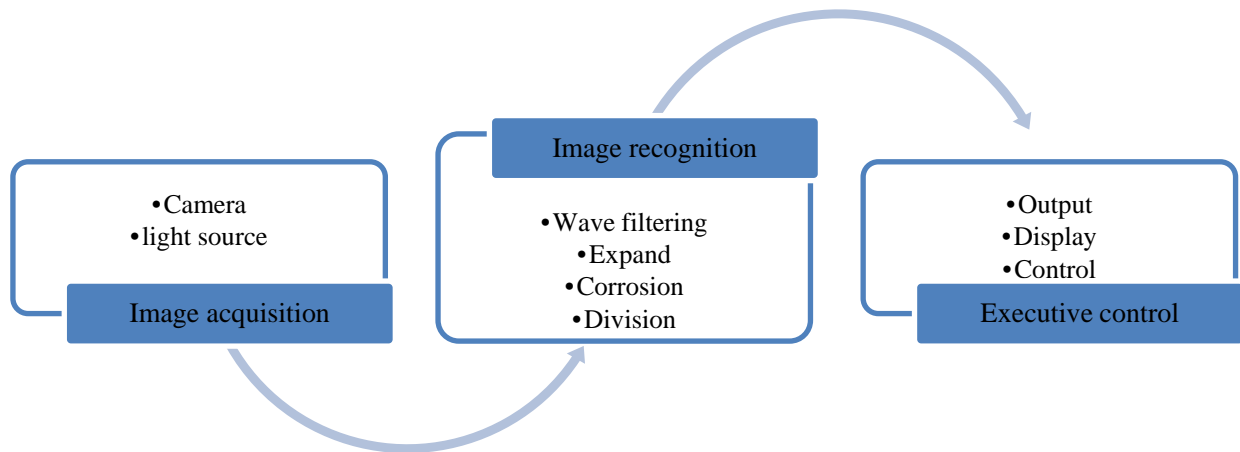 •Camera
•light source
Image acquisition
Image recognition
•Wave filtering
•Expand
•Corrosion
•Division
•Output
•Display
•Control
Executive control